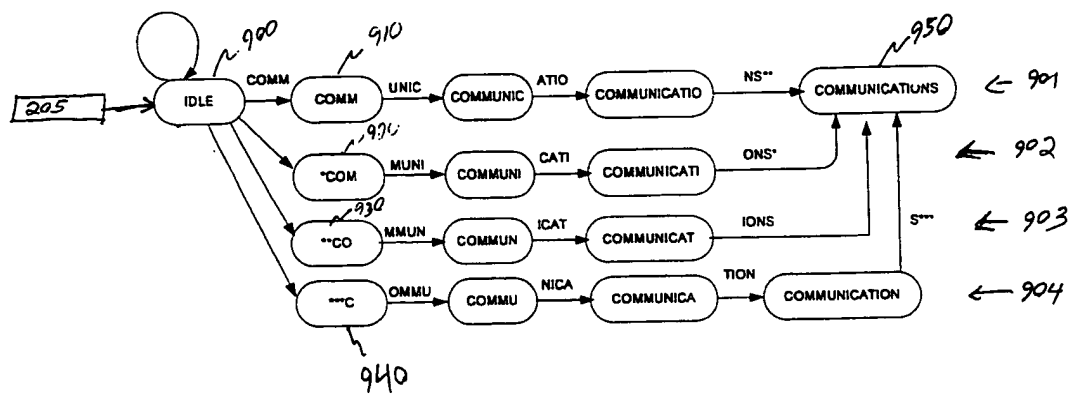 900 910 950
COMM UNIC ATIO NS**
205 IDLE COMM COMMUNIC COMMUNICATIO COMMUNICATIONS 901
MUNI CATI ONS* 902
*COM COMMUNI COMMUNICATI
930
MMUN ICAT IONS S*** 903
**CO COMMUN COMMUNICAT
OMMU NICA TION
***C COMMU COMMUNICA COMMUNICATION 904
940